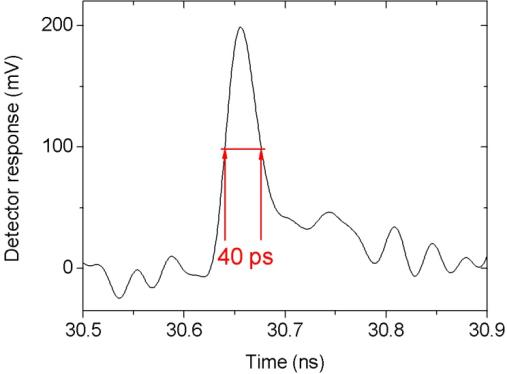 200
100
0
Detector response (mV)
40 ps
30.5 30.6 30.7 30.8 30.9
Time (ns)